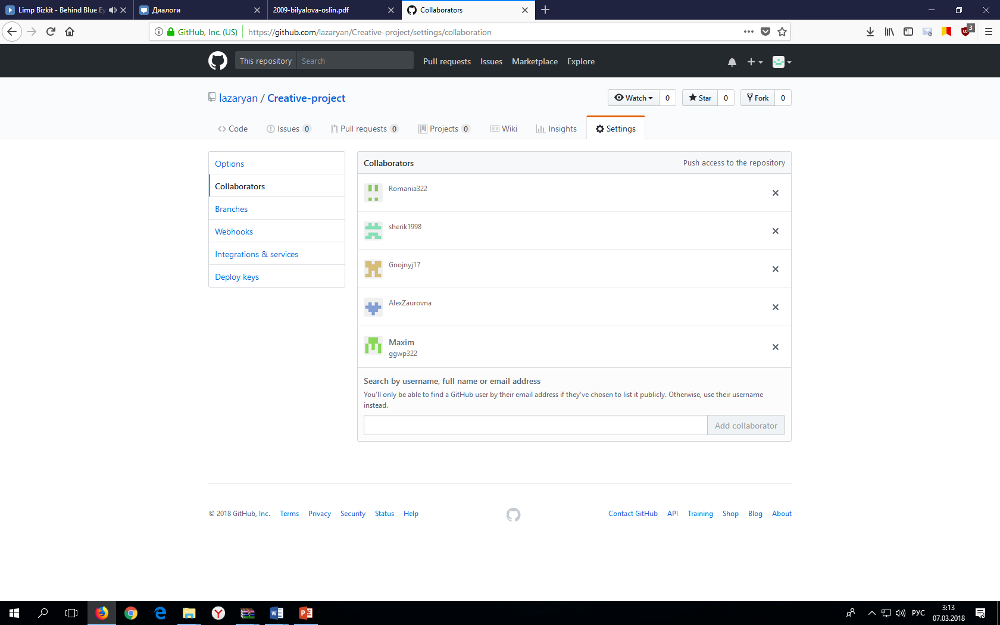 Limp Bizkit - Behind Blue Ey
Диалоги
2009-bilyalova-oslin.pdf
Collaborators
GitHub, Inc. (US)
https://github.com/lazaryan/Creative-project/settings/collaboration
3
This repository
Search
Pull requests
Issues
Marketplace
Explore
lazaryan / Creative-project
Watch 0
Star 0
Fork 0
Code
Issues 0
Pull requests 0
Projects 0
Wiki
Insights
Settings
Options
Collaborators
Branches
Webhooks
Integrations & services
Deploy keys
Collaborators
Push access to the repository
Romania322
sherik1998
Gnojnyj17
AlexZaurovna
Maxim
ggwp322
Search by username, full name or email address
You'll only be able to find a GitHub user by their email address if they've chosen to list it publicly. Otherwise, use their username
instead.
Add collaborator
© 2018 GitHub, Inc.
Terms
Privacy
Security
Status
Help
Contact GitHub
API
Training
Shop
Blog
About
РУС
3:13
07.03.2018